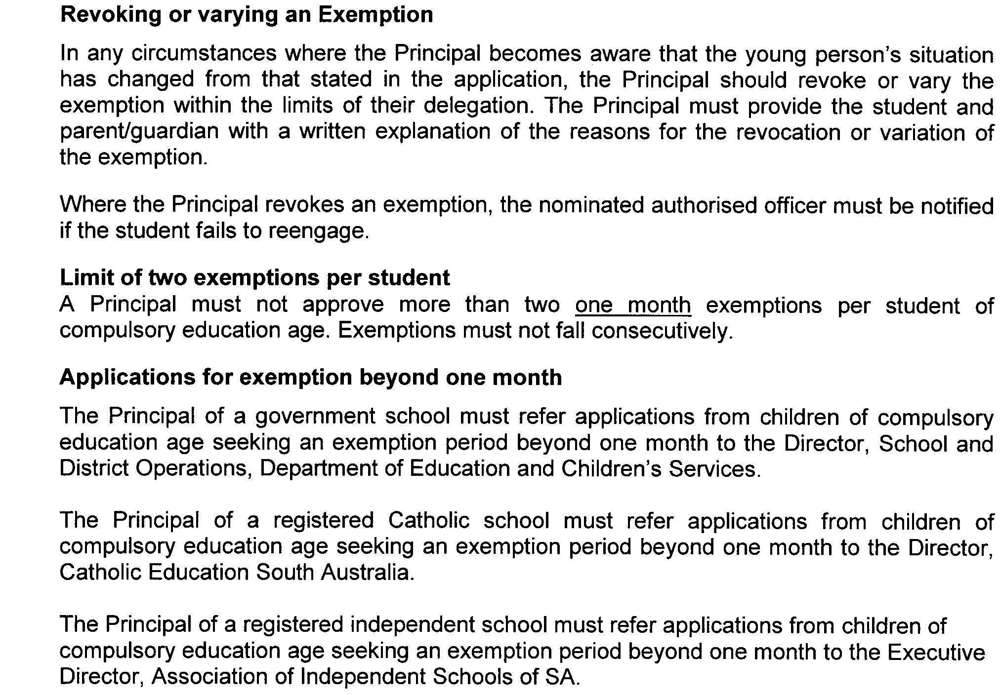 Revoking or varying an Exemption
In any circumstances where the Principal becomes aware that the young person's situation
has changed from that stated in the application, the Principal should revoke or vary the
exemption within the limits of their delegation. The Principal must provide the student and
parent/guardian with a written explanation of the reasons for the revocation or variation of
the exemption.
Where the Principal revokes an exemption, the nominated authorised officer must be notified
if the student fails to reengage.
Limit of two exemptions per student
A Principal must not approve more than two one month exemptions per student of
compulsory education age. Exemptions must not fall consecutively.
Applications for exemption beyond one month
The Principal of a government school must refer applications from children of compulsory
education age seeking an exemption period beyond one month to the Director, School and
District Operations, Department of Education and Children's Services.
The Principal of a registered Catholic school must refer applications from children of
compulsory education age seeking an exemption period beyond one month to the Director,
Catholic Education South Australia.
The Principal of a registered independent school must refer applications from children of
compulsory education age seeking an exemption period beyond one month to the Executive
Director, Association of Independent Schools of SA.